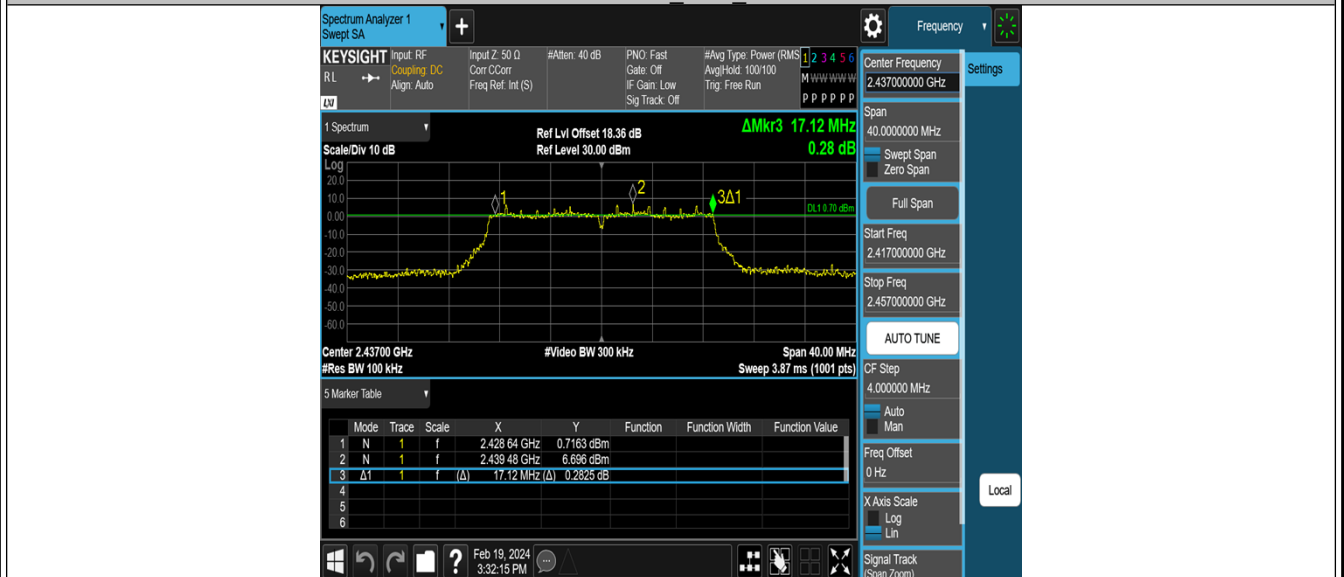 Spectrum Analyzer 1
Swept SA
+
Frequency
KEYSIGHT
RL
LXI
Input: RF
Coupling: DC
Align: Auto
Input Z: 50 Ω
Corr CCorr
Freq Ref: Int (S)
#Atten: 40 dB
PNO: Fast
Gate: Off
IF Gain: Low
Sig Track: Off
#Avg Type: Power (RMS
Avg|Hold: 100/100
Trig: Free Run
1 2 3 4 5 6
M W W W W W
P P P P P P
1 Spectrum
Scale/Div 10 dB
Log
Ref Lvl Offset 18.36 dB
Ref Level 30.00 dBm
ΔMkr3 17.12 MHz
0.28 dB
20.0
10.0
0.00
-10.0
-20.0
-30.0
-40.0
-50.0
-60.0
1
2
3Δ1
DL1 0.70 dBm
Center 2.43700 GHz
#Res BW 100 kHz
#Video BW 300 kHz
Span 40.00 MHz
Sweep 3.87 ms (1001 pts)
5 Marker Table
Mode Trace Scale X Y Function Function Width Function Value
1 N 1 f 2.428 64 GHz 0.7163 dBm
2 N 1 f 2.439 48 GHz 6.696 dBm
3 Δ1 1 f (Δ) 17.12 MHz (Δ) 0.2825 dB
4
5
6
?
Feb 19, 2024
3:32:15 PM
Center Frequency
2.437000000 GHz
Span
40.0000000 MHz
Swept Span
Zero Span
Full Span
Start Freq
2.417000000 GHz
Stop Freq
2.457000000 GHz
AUTO TUNE
CF Step
4.000000 MHz
Auto
Man
Freq Offset
0 Hz
X Axis Scale
Log
Lin
Signal Track
(Span Zoom)
Settings
Local